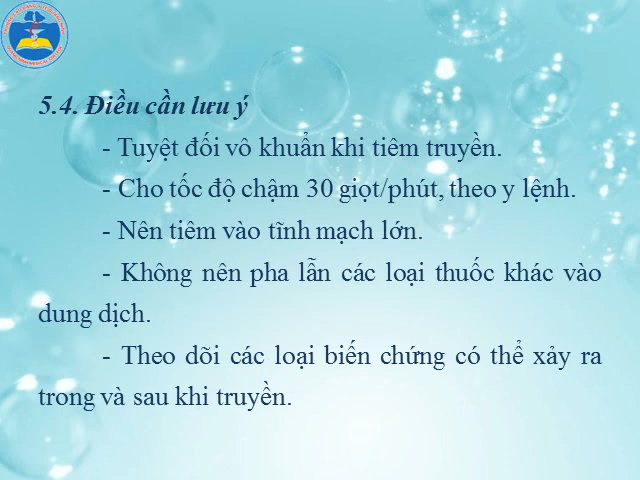 5.4. Điều cần lưu ý
- Tuyệt đối vô khuẩn khi tiêm truyền.
- Cho tốc độ chậm 30 giọt/phút, theo y lệnh.
- Nên tiêm vào tĩnh mạch lớn.
- Không nên pha lẫn các loại thuốc khác vào
dung dịch.
- Theo dõi các loại biến chứng có thể xảy ra
trong và sau khi truyền.